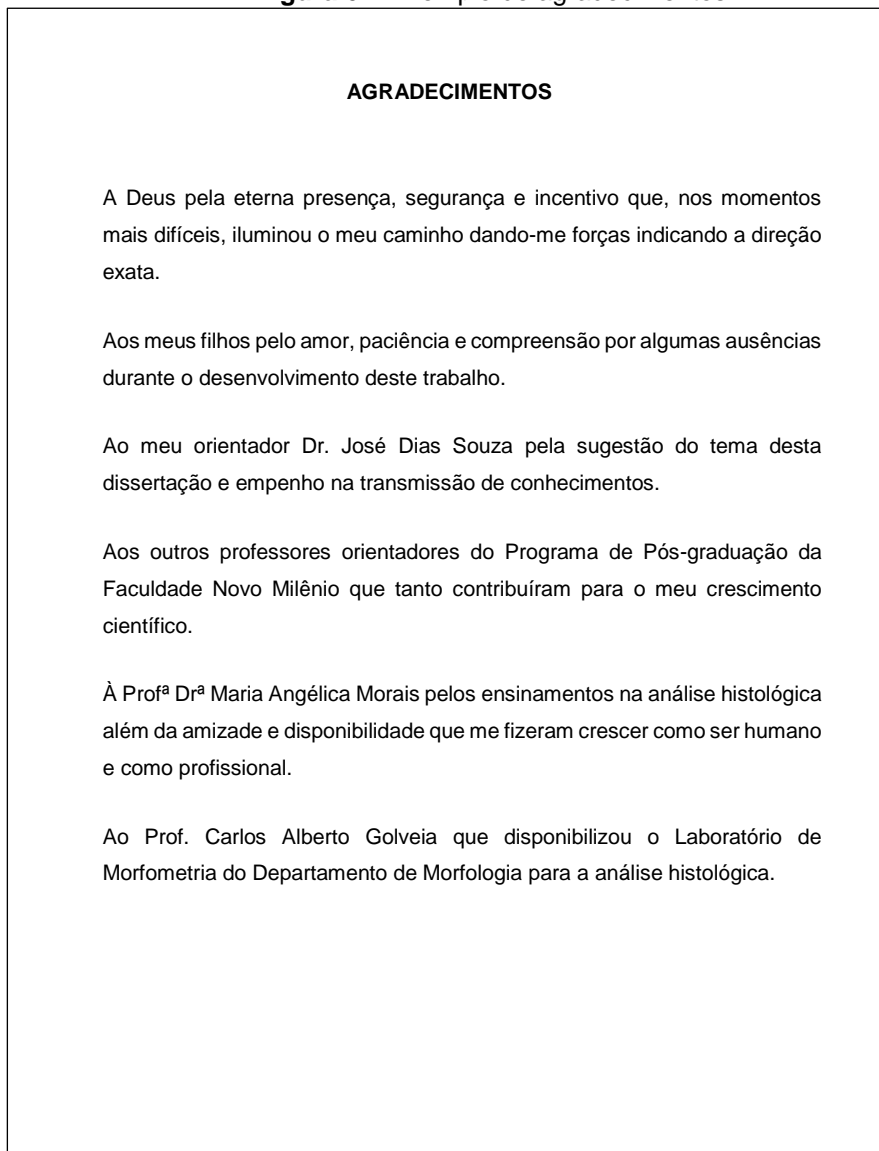 AGRADECIMENTOS
A Deus pela eterna presença, segurança e incentivo que, nos momentos
mais difíceis, iluminou o meu caminho dando-me forças indicando a direção
exata.
Aos meus filhos pelo amor, paciência e compreensão por algumas ausências
durante o desenvolvimento deste trabalho.
Ao meu orientador Dr. José Dias Souza pela sugestão do tema desta
dissertação e empenho na transmissão de conhecimentos.
Aos outros professores orientadores do Programa de Pós-graduação da
Faculdade Novo Milênio que tanto contribuíram para o meu crescimento
científico.
À Profª Drª Maria Angélica Morais pelos ensinamentos na análise histológica
além da amizade e disponibilidade que me fizeram crescer como ser humano
e como profissional.
Ao Prof. Carlos Alberto Golveia que disponibilizou o Laboratório de
Morfometria do Departamento de Morfologia para a análise histológica.